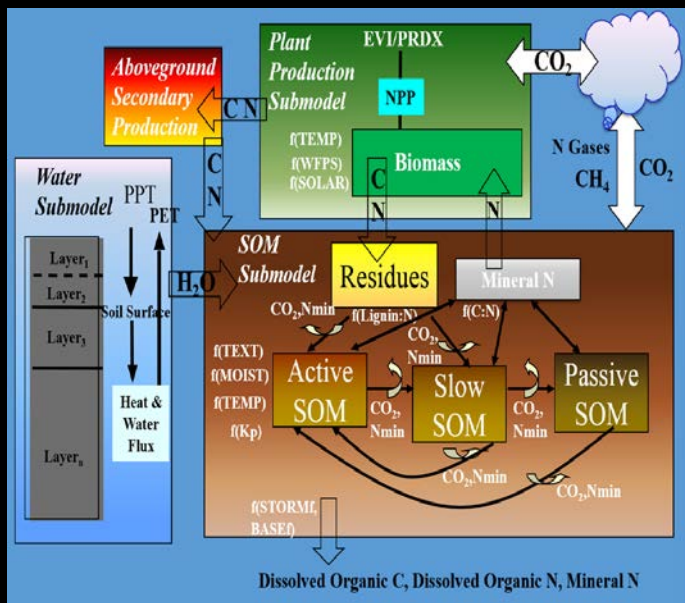 Plant
Production
Submodel
EVI/PRDX
NPP
f(TEMP)
f(WFPS)
f(SOLAR)
Biomass
CO2
N Gases
CH4
CO2
Aboveground
Secondary
Production
C N
C
N
C
N
N
Water
Submodel
PPT
PET
Layer1
Layer2
Soil Surface
Layer3
Layern
Heat &
Water
Flux
H2O
SOM
Submodel
Residues
Mineral N
CO2,Nmin
f(Lignin:N)
CO2,
Nmin
f(C:N)
f(TEXT)
f(MOIST)
f(TEMP)
f(Kp)
Active
SOM
CO2,
Nmin
Slow
SOM
CO2,
Nmin
Passive
SOM
CO2,Nmin
CO2,Nmin
f(STORMf,
BASEf)
Dissolved Organic C, Dissolved Organic N, Mineral N